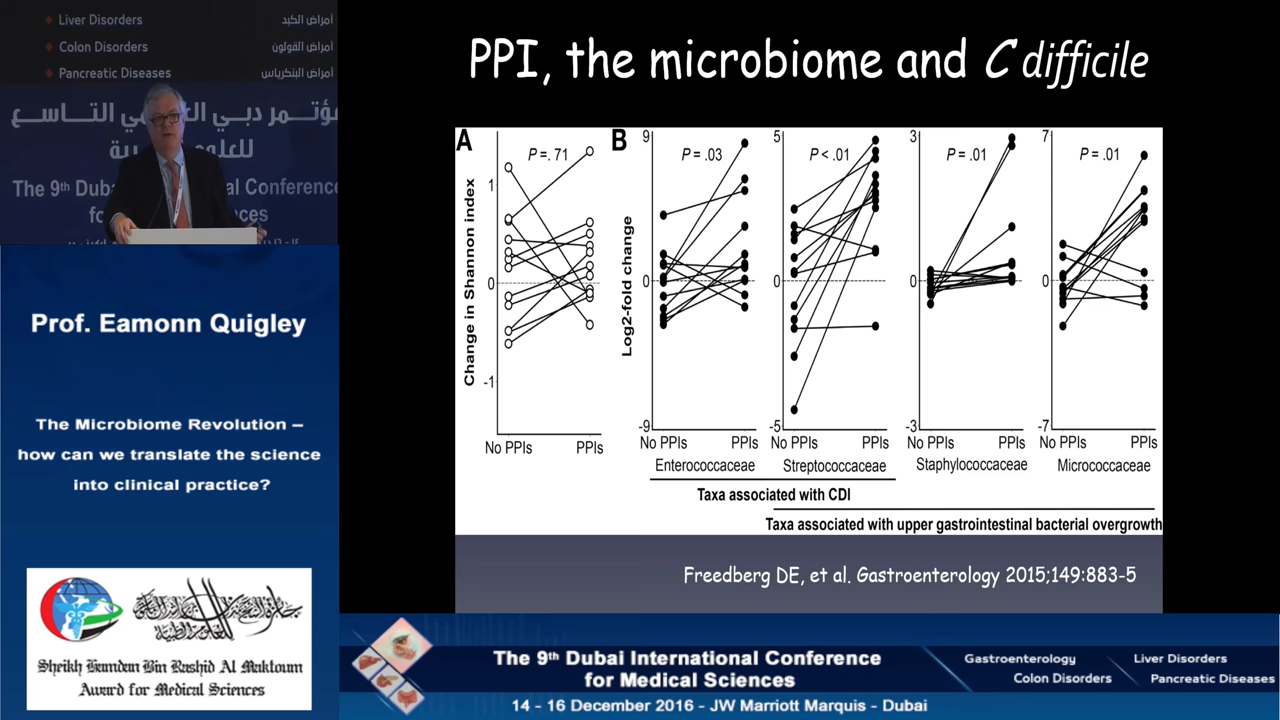 Liver Disorders
أمراض الكبد
Colon Disorders
أمراض القولون
Pancreatic Diseases
أمراض البنكرياس
The 9th Duba
al Conference
PPI, the microbiome and C difficile
A
Change in Shannon index
1
0
-1
P =. 71
No PPIs
PPIs
B
Log2-fold change
9
0
-9
P = .03
No PPIs
PPIs
Enterococcaceae
5
0
-5
P < .01
No PPIs
PPIs
Streptococcaceae
3
0
-3
P = .01
No PPIs
PPIs
Staphylococcaceae
7
0
-7
P = .01
No PPIs
PPIs
Micrococcaceae
Taxa associated with CDI
Taxa associated with upper gastrointestinal bacterial overgrowth
Freedberg DE, et al. Gastroenterology 2015;149:883-5
Prof. Eamonn Quigley
The Microbiome Revolution –
how can we translate the science
into clinical practice?
Sheikh Hamdan Bin Rashid Al Maktoum
Award for Medical Sciences
The 9th Dubai International Conference
for Medical Sciences
14 - 16 December 2016 - JW Marriott Marquis - Dubai
Gastroenterology
Liver Disorders
Colon Disorders
Pancreatic Diseases